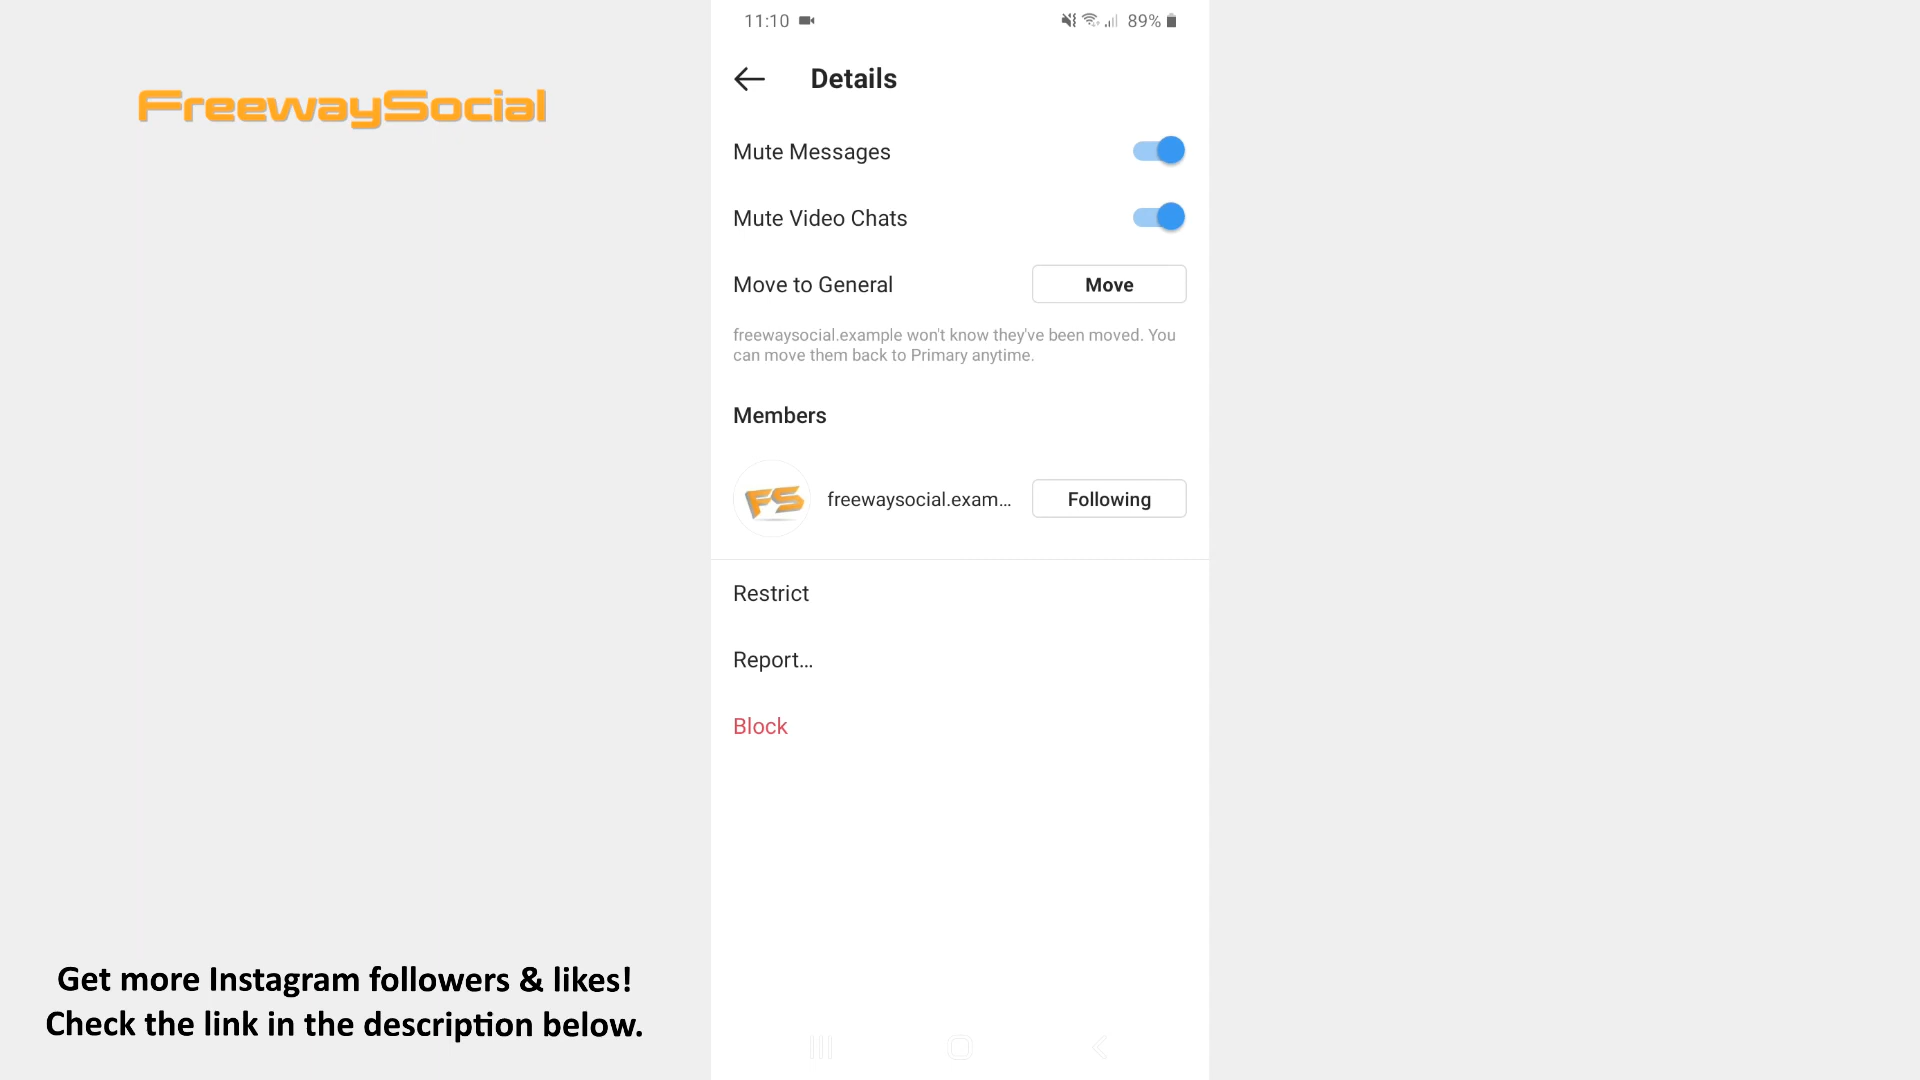 11:10
89%
FreewaySocial
Details
Mute Messages
Mute Video Chats
Move to General
Move
freewaysocial.example won't know they've been moved. You
can move them back to Primary anytime.
Members
FS
freewaysocial.exam...
Following
Restrict
Report...
Block
Get more Instagram followers & likes!
Check the link in the description below.